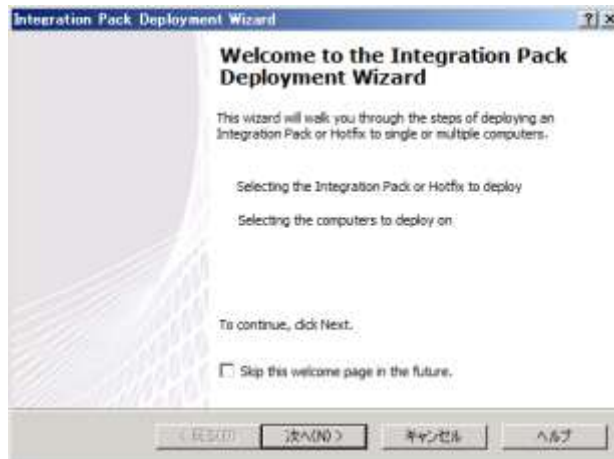 Integration Pack Deployment Wizard
Welcome to the Integration Pack
Deployment Wizard
This wizard will walk you through the steps of deploying an
Integration Pack or Hotfix to single or multiple computers.
Selecting the Integration Pack or Hotfix to deploy
Selecting the computers to deploy on
To continue, click Next.
Skip this welcome page in the future.
< 戻る(B) 次へ(N) > キャンセル ヘルプ